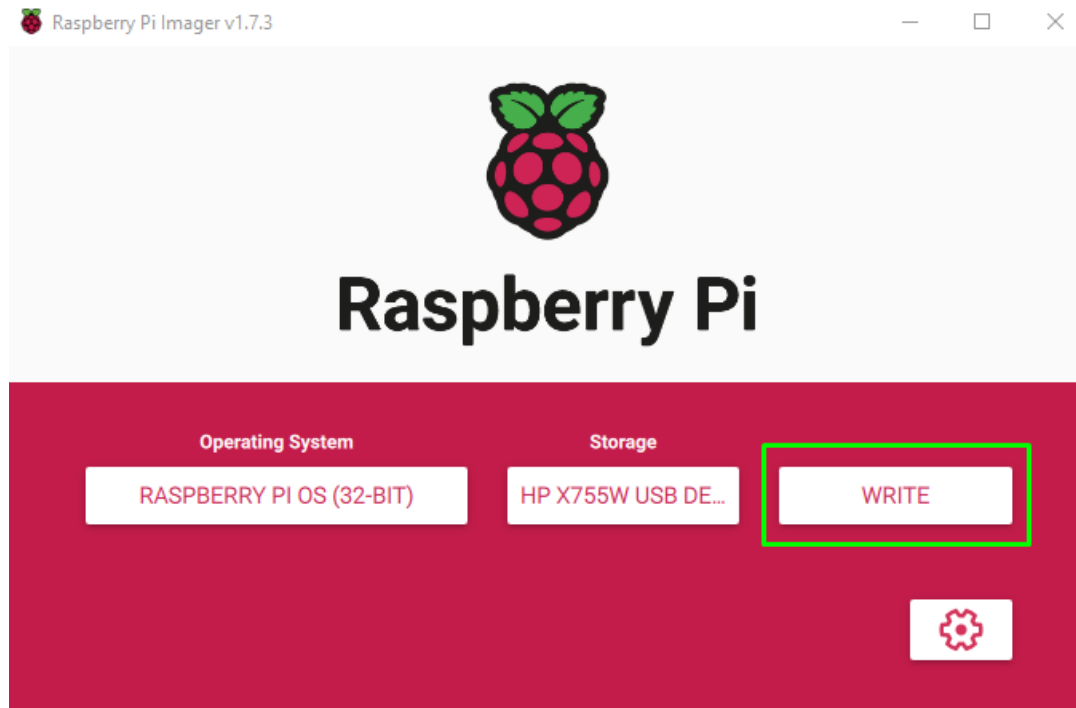 Raspberry Pi Imager v1.7.3
Raspberry Pi
Operating System
Storage
RASPBERRY PI OS (32-BIT)
HP X755W USB DE...
WRITE